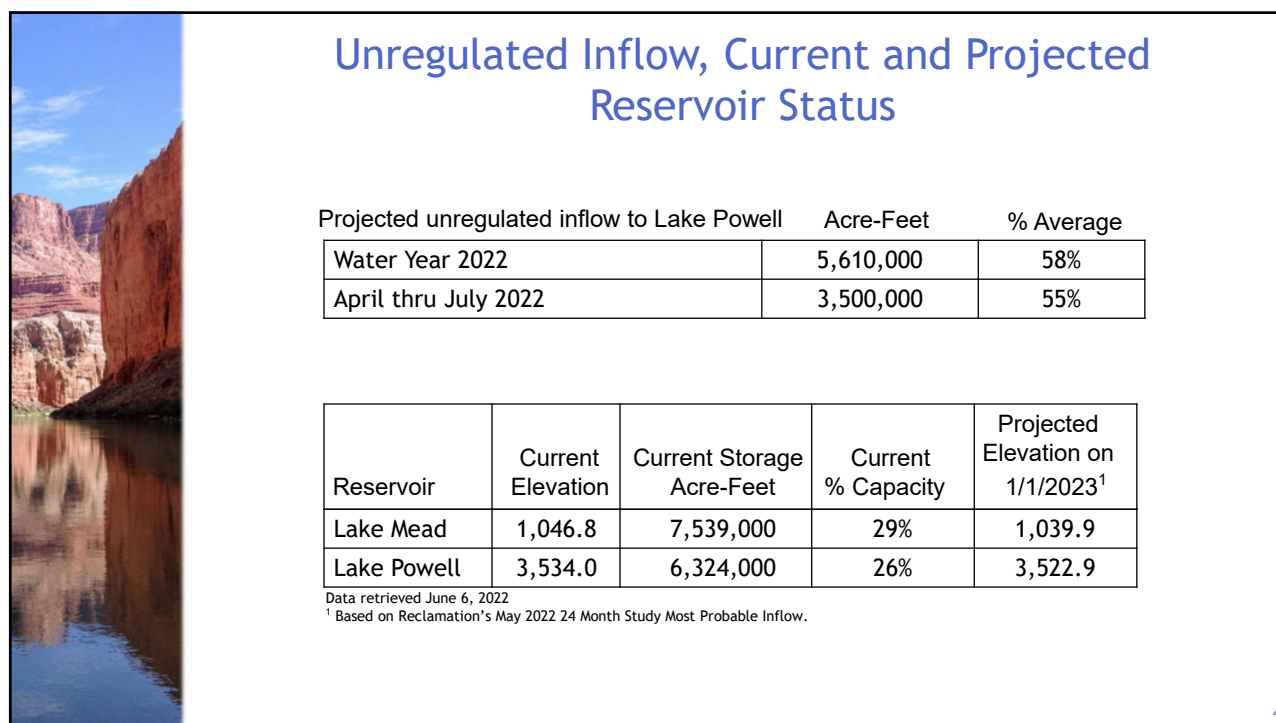 Unregulated Inflow, Current and Projected
Reservoir Status
Projected unregulated inflow to Lake Powell Acre-Feet % Average
Water Year 2022 5,610,000 58%
April thru July 2022 3,500,000 55%
Reservoir Current Elevation Current Storage Acre-Feet Current % Capacity Projected Elevation on 1/1/2023¹
Lake Mead 1,046.8 7,539,000 29% 1,039.9
Lake Powell 3,534.0 6,324,000 26% 3,522.9
Data retrieved June 6, 2022
¹ Based on Reclamation’s May 2022 24 Month Study Most Probable Inflow.